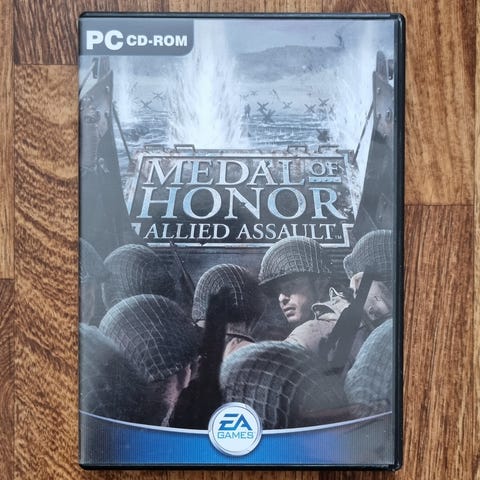 PC CD-ROM
MEDAL OF
HONOR
ALLIED ASSAULT
EA
GAMES